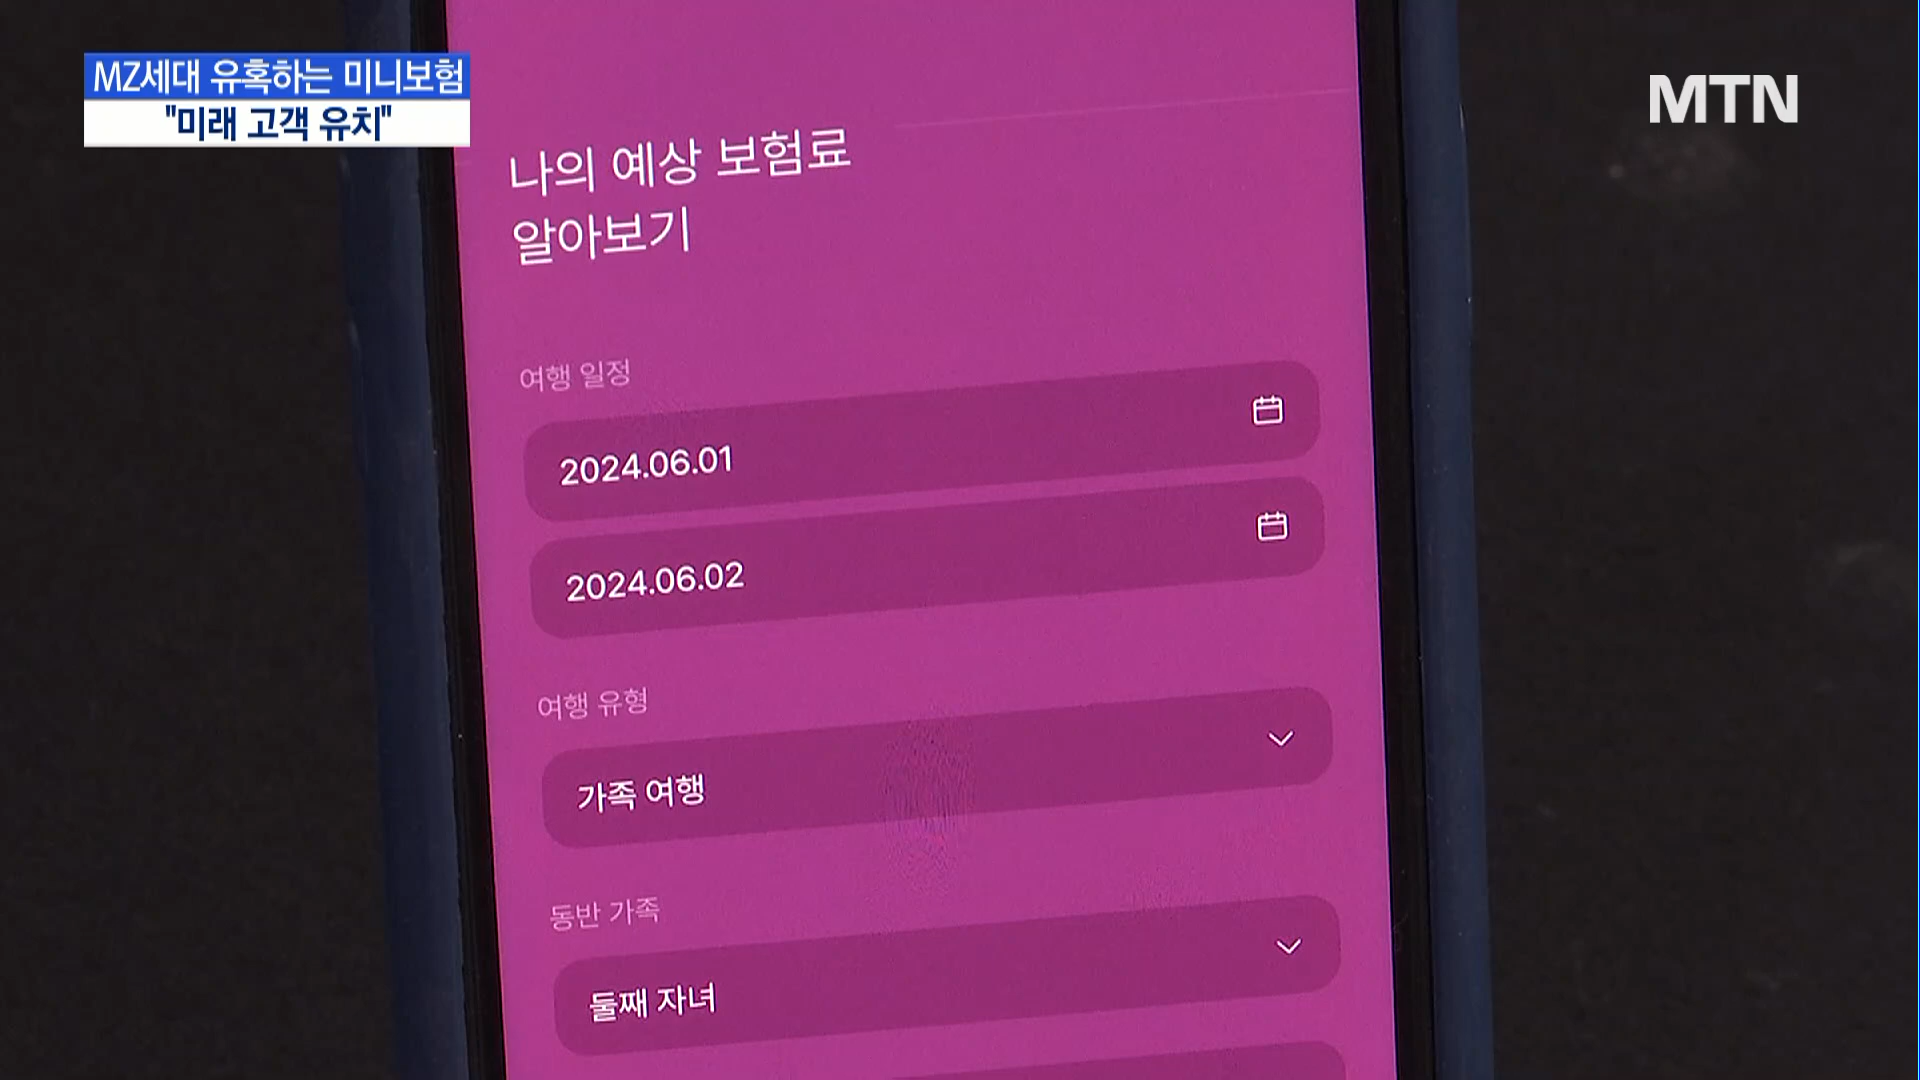 MZ세대 유혹하는 미니보험
"미래 고객 유치"
MTN
나의 예상 보험료
알아보기
여행 일정
2024.06.01
2024.06.02
여행 유형
가족 여행
동반 가족
둘째 자녀